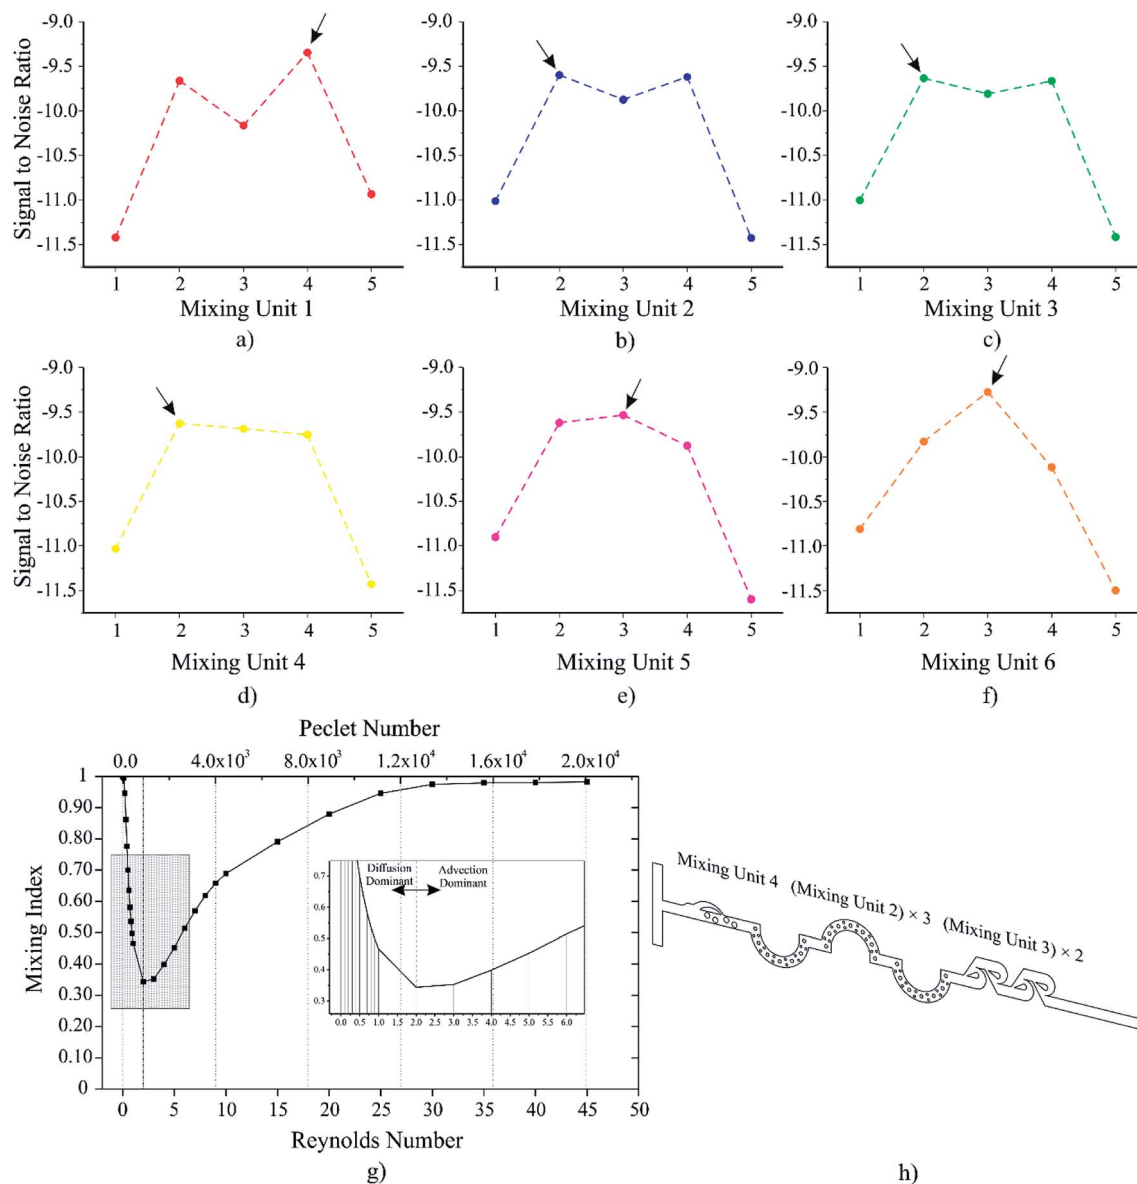 -9.0 -9.0 -9.0
-9.5 -9.5 -9.5
-10.0 -10.0 -10.0
-10.5 -10.5 -10.5
-11.0 -11.0 -11.0
-11.5 -11.5 -11.5
Signal to Noise Ratio
1 2 3 4 5 1 2 3 4 5 1 2 3 4 5
Mixing Unit 1 Mixing Unit 2 Mixing Unit 3
a) b) c)
-9.0 -9.0 -9.0
-9.5 -9.5 -9.5
-10.0 -10.0 -10.0
-10.5 -10.5 -10.5
-11.0 -11.0 -11.0
-11.5 -11.5 -11.5
Signal to Noise Ratio
1 2 3 4 5 1 2 3 4 5 1 2 3 4 5
Mixing Unit 4 Mixing Unit 5 Mixing Unit 6
d) e) f)
Peclet Number
0.0 4.0x10³ 8.0x10³ 1.2x10⁴ 1.6x10⁴ 2.0x10⁴
1
0.90
0.80
0.70
0.60
0.50
0.40
0.30
0.20
0.10
0
Mixing Index
0.7
0.6
0.5
0.4
0.3
Diffusion
Dominant
Advection
Dominant
0.0 0.5 1.0 1.5 2.0 2.5 3.0 3.5 4.0 4.5 5.0 5.5 6.0
0 5 10 15 20 25 30 35 40 45 50
Reynolds Number
g)
Mixing Unit 4 (Mixing Unit 2) × 3 (Mixing Unit 3) × 2
h)